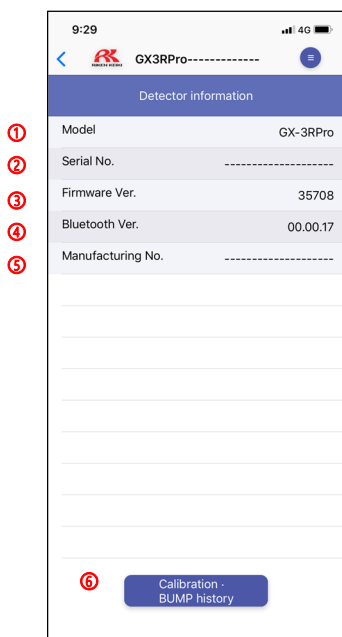 9:29
4G
RIKEN KEIKI
GX3RPro-------------
Detector information
① Model GX-3RPro
② Serial No. --------------------
③ Firmware Ver. 35708
④ Bluetooth Ver. 00.00.17
⑤ Manufacturing No. --------------------
⑥ Calibration ·
BUMP history